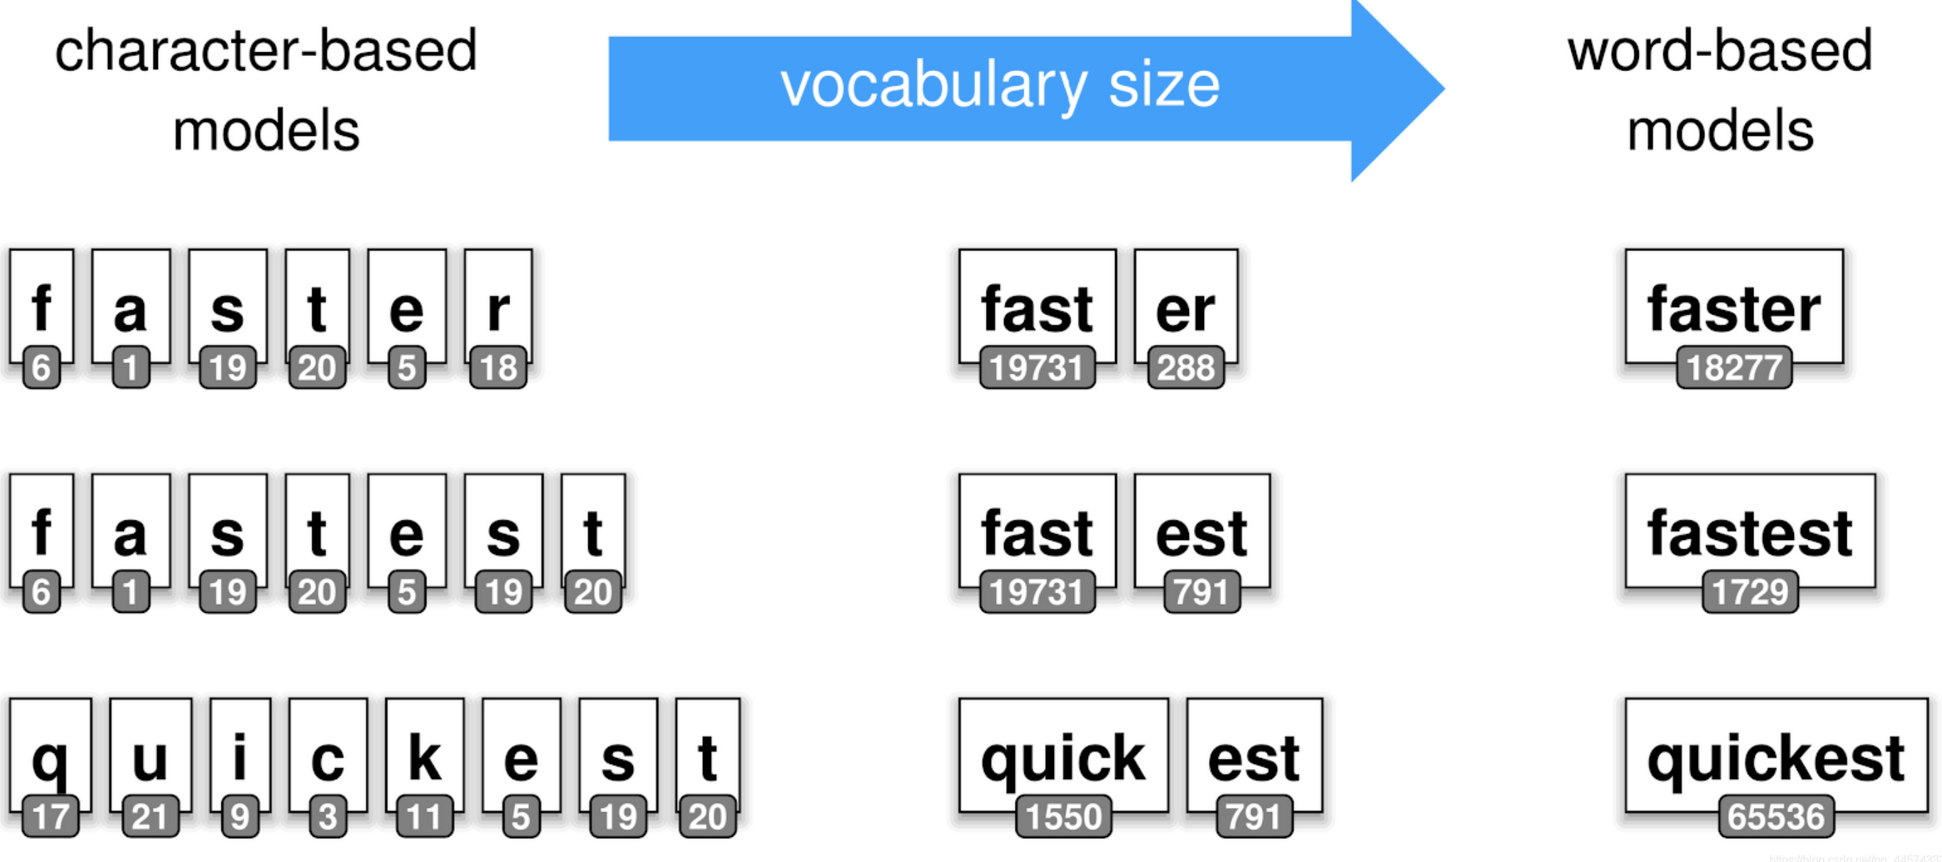 character-based
models
vocabulary size
word-based
models
f a s t e r
6 1 19 20 5 18
fast er
19731 288
faster
18277
f a s t e s t
6 1 19 20 5 19 20
fast est
19731 791
fastest
1729
q u i c k e s t
17 21 9 3 11 5 19 20
quick est
1550 791
quickest
65536